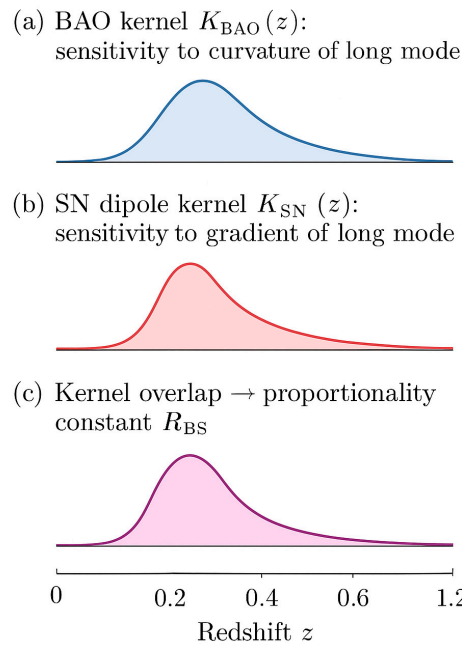 (a) BAO kernel K_BAO (z):
sensitivity to curvature of long mode
(b) SN dipole kernel K_SN (z):
sensitivity to gradient of long mode
(c) Kernel overlap → proportionality
constant R_BS
0 0.2 0.4 0.6 1.2
Redshift z